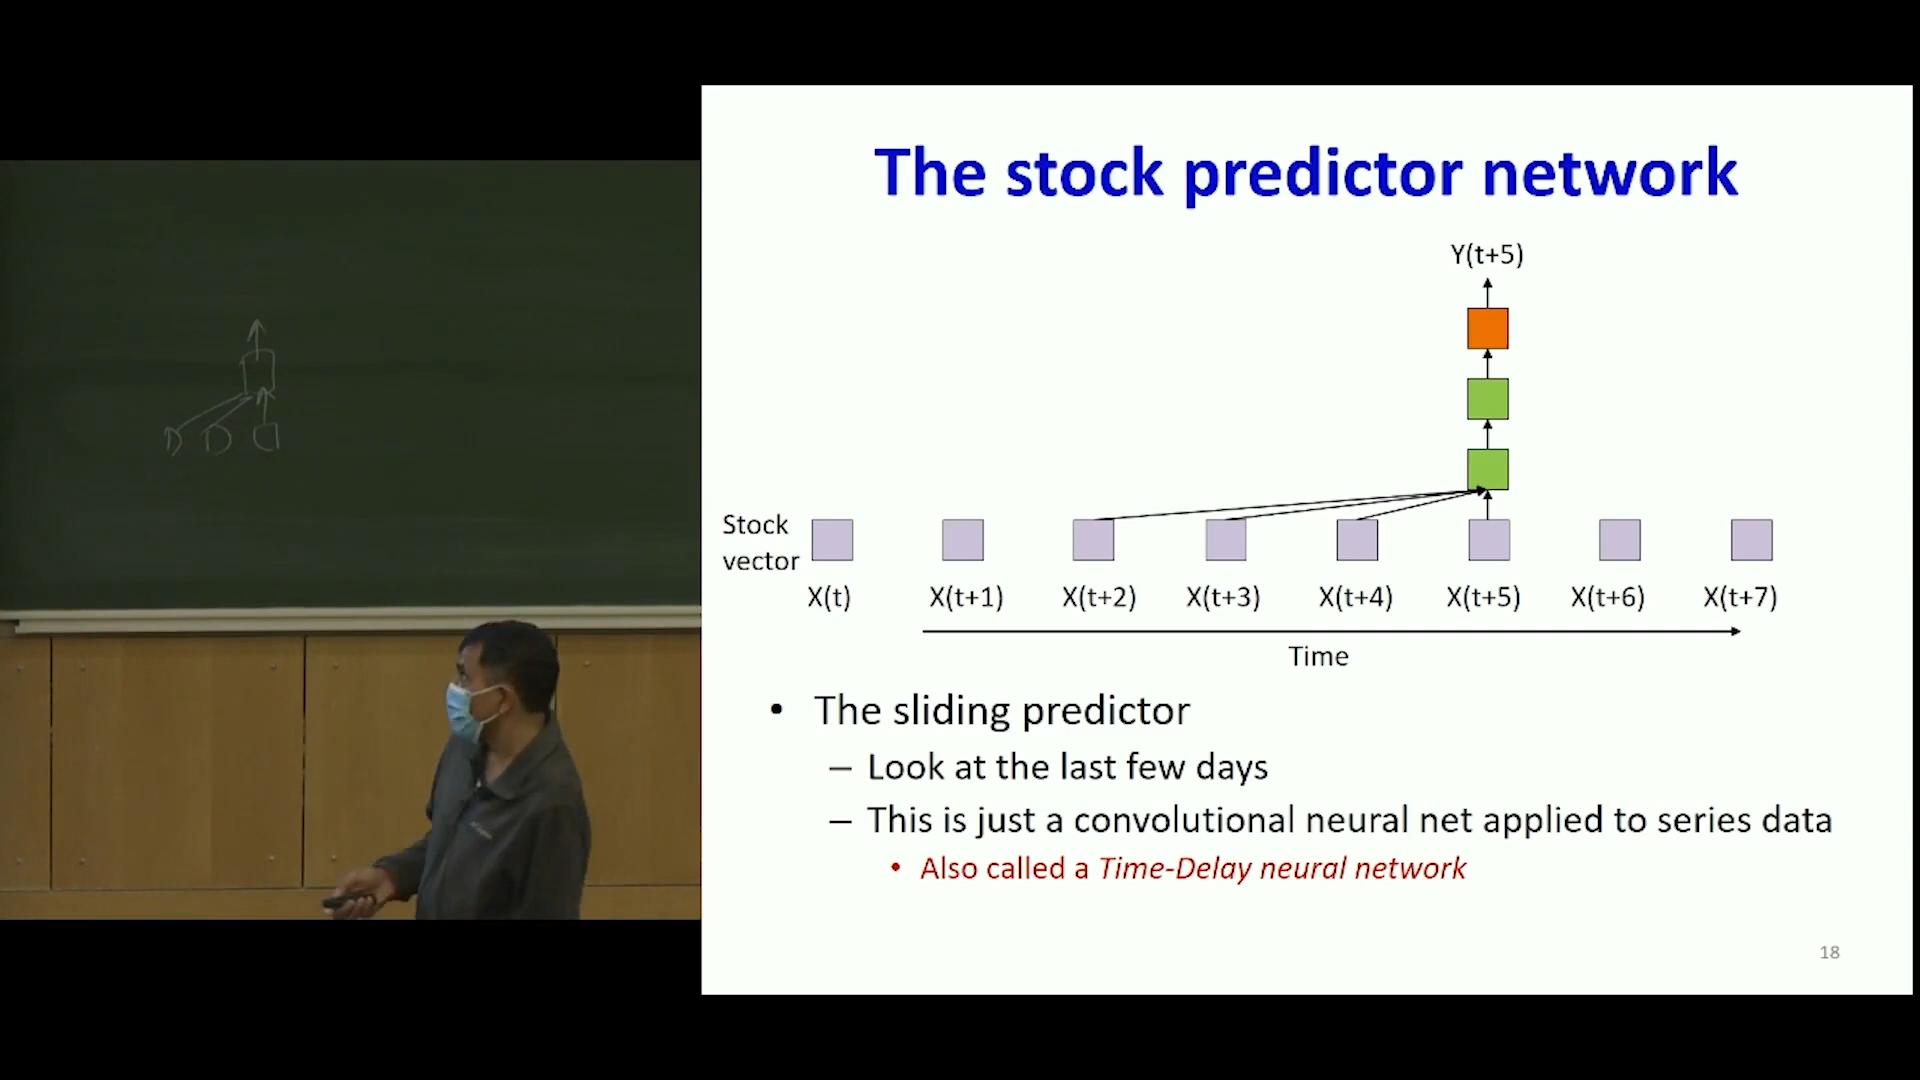 The stock predictor network
Y(t+5)
Stock
vector
X(t) X(t+1) X(t+2) X(t+3) X(t+4) X(t+5) X(t+6) X(t+7)
Time
• The sliding predictor
– Look at the last few days
– This is just a convolutional neural net applied to series data
• Also called a Time-Delay neural network
18